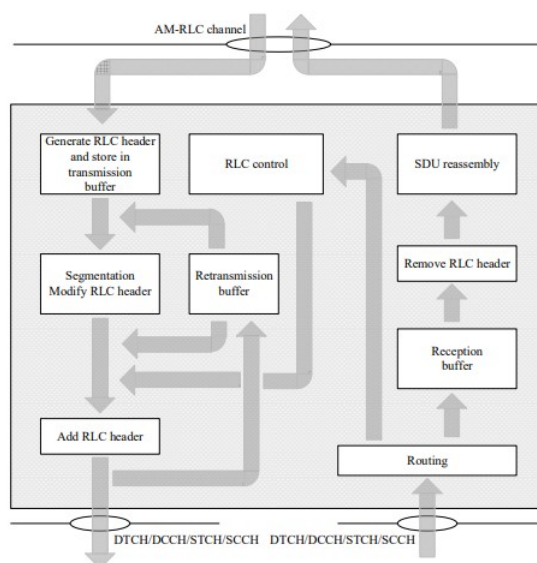 AM-RLC channel
Generate RLC header
and store in
transmission
buffer
RLC control
SDU reassembly
Segmentation
Modify RLC header
Retransmission
buffer
Remove RLC header
Reception
buffer
Add RLC header
Routing
DTCH/DCCH/STCH/SCCH
DTCH/DCCH/STCH/SCCH